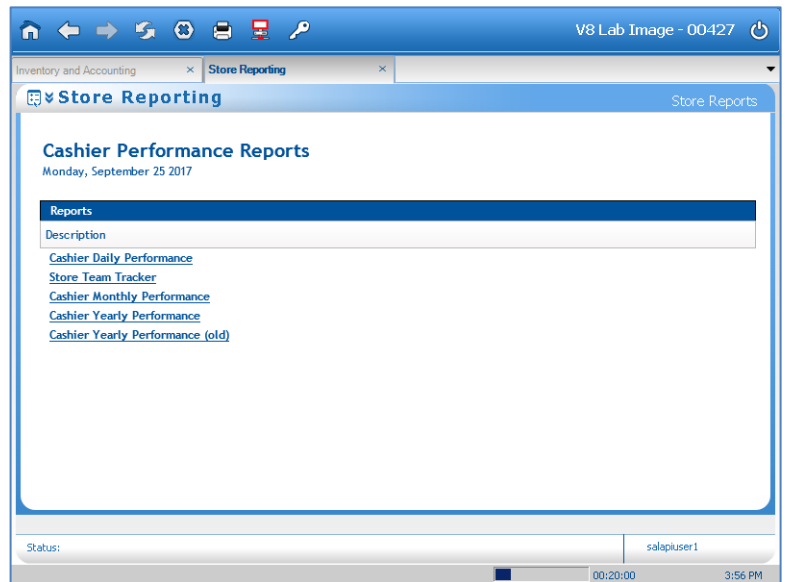 V8 Lab Image - 00427
Inventory and Accounting × Store Reporting ×
Store Reporting Store Reports
Cashier Performance Reports
Monday, September 25 2017
Reports
Description
Cashier Daily Performance
Store Team Tracker
Cashier Monthly Performance
Cashier Yearly Performance
Cashier Yearly Performance (old)
Status: salapiuser1
00:20:00 3:56 PM